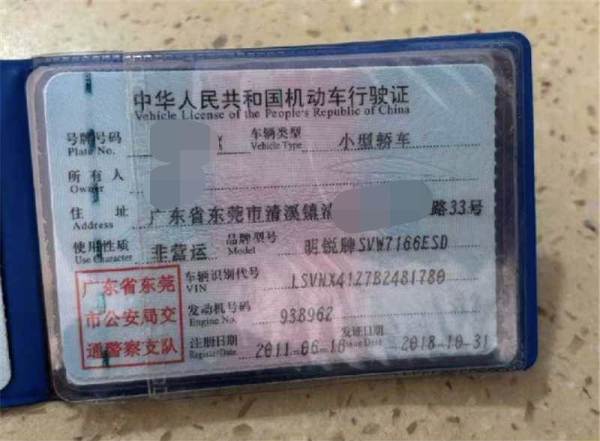 中华人民共和国机动车行驶证
Vehicle License of the People's Republic of China
号牌号码 车辆类型 小型轿车
Plate No. Vehicle Type
所有人
Owner
住址 广东省东莞市清溪镇 路33号
Address
使用性质 非营运 品牌型号 明锐牌SVW7166ESD
Use Character Model
广东省东莞
市公安局交
通警察支队
车辆识别代号 LSVNX41Z7B2481780
VIN
发动机号码 938962
Engine No.
注册日期 2011-06-16 发证日期 2018-10-31
Register Date Issue Date